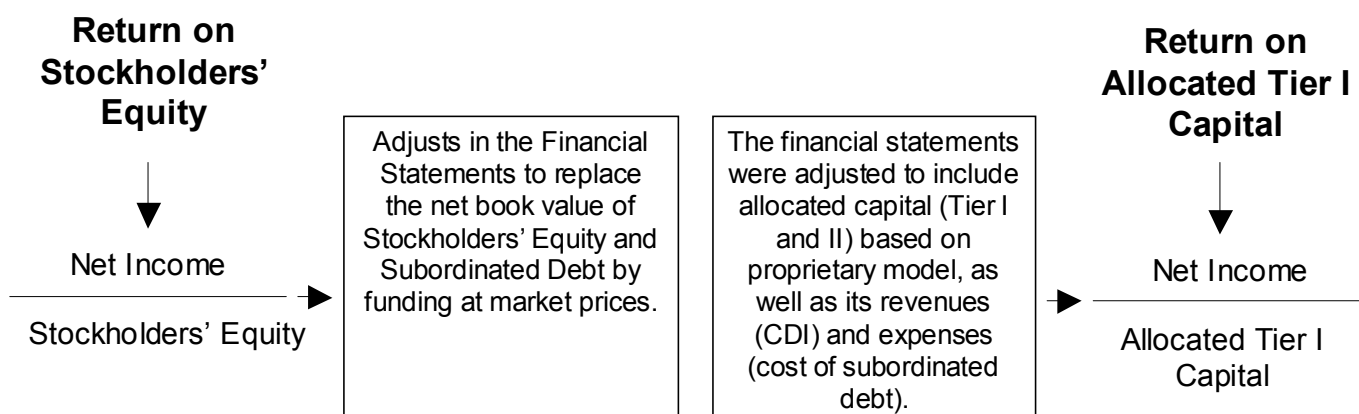 Return on
Stockholders’
Equity
Net Income
Stockholders’ Equity
Adjusts in the Financial
Statements to replace
the net book value of
Stockholders’ Equity and
Subordinated Debt by
funding at market prices.
The financial statements
were adjusted to include
allocated capital (Tier I
and II) based on
proprietary model, as
well as its revenues
(CDI) and expenses
(cost of subordinated
debt).
Return on
Allocated Tier I
Capital
Net Income
Allocated Tier I
Capital